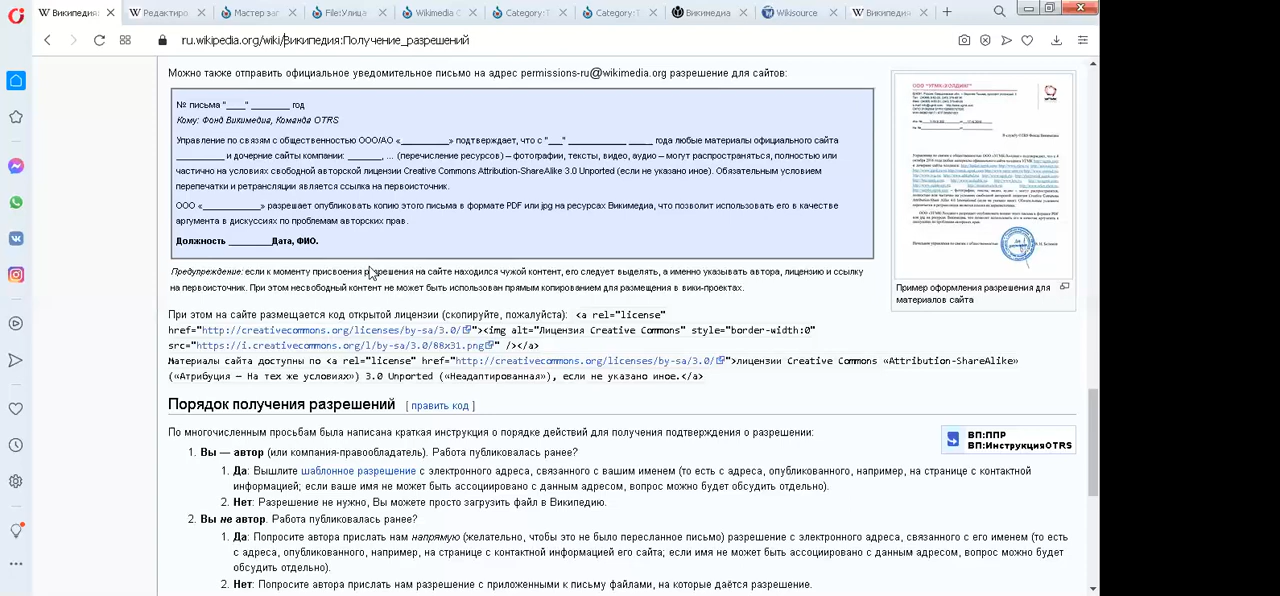 Википедия:
Редактиро
Мастер заг
File:Улица
Wikimedia C
Category:T
Category:T
Викимедиа
Wikisource
Википедия
ru.wikipedia.org/wiki/Википедия:Получение_разрешений
Можно также отправить официальное уведомительное письмо на адрес permissions-ru@wikimedia.org разрешение для сайтов:
№ письма "____"________ год
Кому: Фонд Викимедиа, Команда OTRS
Управление по связям с общественностью ООО/АО «__________» подтверждает, что "___" ________________ года любые материалы официального сайта
________ и дочерние сайты компании: ______, ... (перечисление ресурсов) – фотографии, тексты, видео, аудио – могут распространяться, полностью или
частично, на условиях лицензии Creative Commons Attribution-ShareAlike 3.0 Unported (если не указано иное). Обязательным условием
перепечатки и ретрансляции является ссылка на первоисточник.
ООО «__________» разрешает опубликовать копию этого письма в формате PDF или jpg на ресурсах Викимедиа, что позволит использовать его в качестве
аргумента в дискуссиях по проблемам авторских прав.
Должность _________Дата, ФИО.
ООО "УГМК-ХОЛДИНГ"
Пример оформления разрешения для
материалов сайта
Предупреждение: если к моменту присвоения разрешения на сайте находился чужой контент, его следует выделять, а именно указывать автора, лицензию и ссылку
на первоисточник. При этом несвободный контент не может быть использован прямым копированием для размещения в вики-проектах.
При этом на сайте размещается код открытой лицензии (скопируйте, пожалуйста): <a rel="license"
href="http://creativecommons.org/licenses/by-sa/3.0/"><img alt="Лицензия Creative Commons" style="border-width:0"
src="https://i.creativecommons.org/l/by-sa/3.0/88x31.png" /></a>
Материалы сайта доступны по <a rel="license" href="http://creativecommons.org/licenses/by-sa/3.0/">лицензии Creative Commons «Attribution-ShareAlike»
(«Атрибуция — На тех же условиях») 3.0 Unported («Неадаптированная»), если не указано иное.</a>
Порядок получения разрешений [ править код ]
По многочисленным просьбам была написана краткая инструкция о порядке действий для получения подтверждения о разрешении:
ВП:ППР
ВП:ИнструкцияOTRS
1. Вы — автор (или компания-правообладатель). Работа публиковалась ранее?
1. Да: Вышлите шаблонное разрешение с электронного адреса, связанного с вашим именем (то есть с адреса, опубликованного, например, на странице с контактной
информацией; если ваше имя не может быть ассоциировано с данным адресом, вопрос можно будет обсудить отдельно).
2. Нет: Разрешение не нужно, Вы можете просто загрузить файл в Википедию.
2. Вы не автор. Работа публиковалась ранее?
1. Да: Попросите автора прислать нам напрямую (желательно, чтобы это не было пересланное письмо) разрешение с электронного адреса, связанного с его именем (то есть
с адреса, опубликованного, например, на странице с контактной информацией его сайта; если имя не может быть ассоциировано с данным адресом, вопрос можно будет
обсудить отдельно).
2. Нет: Попросите автора прислать нам разрешение с приложенными к письму файлами, на которые даётся разрешение.